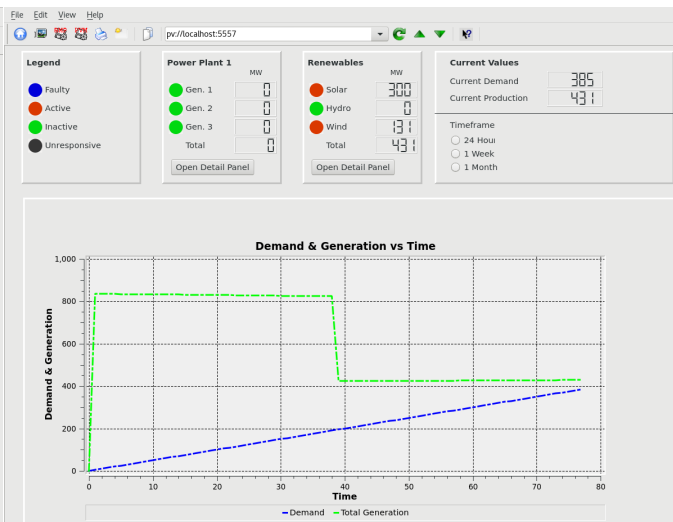 File Edit View Help
pv://localhost:5557
Legend
Faulty
Active
Inactive
Unresponsive
Power Plant 1
MW
Gen. 1 0
Gen. 2 0
Gen. 3 0
Total 0
Open Detail Panel
Renewables
MW
Solar 300
Hydro 0
Wind 131
Total 431
Open Detail Panel
Current Values
Current Demand 385
Current Production 431
Timeframe
24 Hour
1 Week
1 Month
Demand & Generation vs Time
Demand & Generation
1,000
800
600
400
200
0
0 10 20 30 40 50 60 70 80
Time
Demand Total Generation